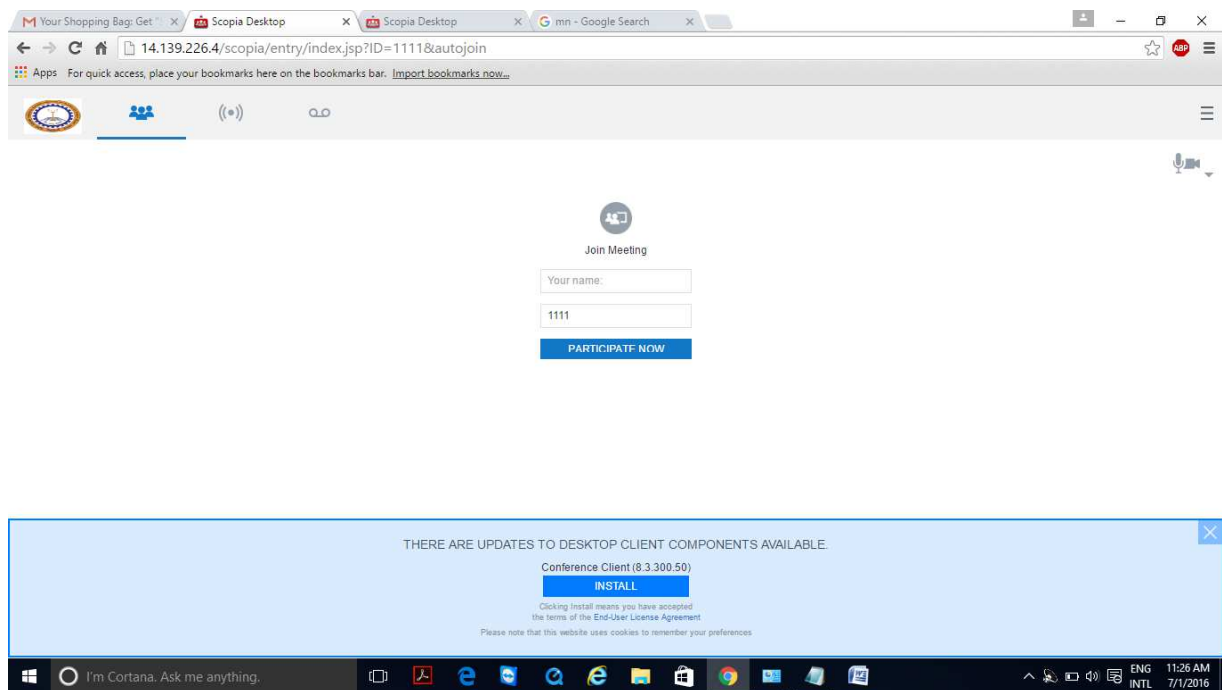 Your Shopping Bag: Get "
Scopia Desktop
Scopia Desktop
mn - Google Search
14.139.226.4/scopia/entry/index.jsp?ID=1111&autojoin
ABP
Apps For quick access, place your bookmarks here on the bookmarks bar. Import bookmarks now...
Join Meeting
Your name:
1111
PARTICIPATE NOW
THERE ARE UPDATES TO DESKTOP CLIENT COMPONENTS AVAILABLE.
Conference Client (8.3.300.50)
INSTALL
Clicking Install means you have accepted
the terms of the End-User License Agreement
Please note that this website uses cookies to remember your preferences
I'm Cortana. Ask me anything.
ENG 11:26 AM
INTL 7/1/2016